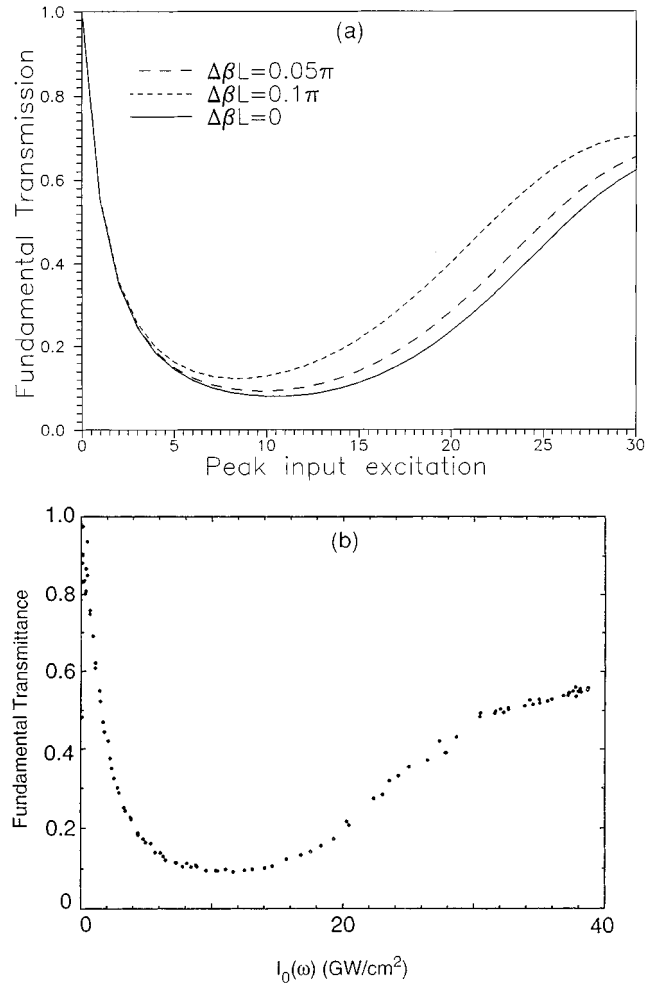 1.0
(a)
ΔβL=0.05π
ΔβL=0.1π
ΔβL=0
0.8
0.6
0.4
0.2
0.0
Fundamental Transmission
0 5 10 15 20 25 30
Peak input excitation
1.0
(b)
0.8
0.6
0.4
0.2
0
Fundamental Transmittance
0 20 40
I₀(ω) (GW/cm²)